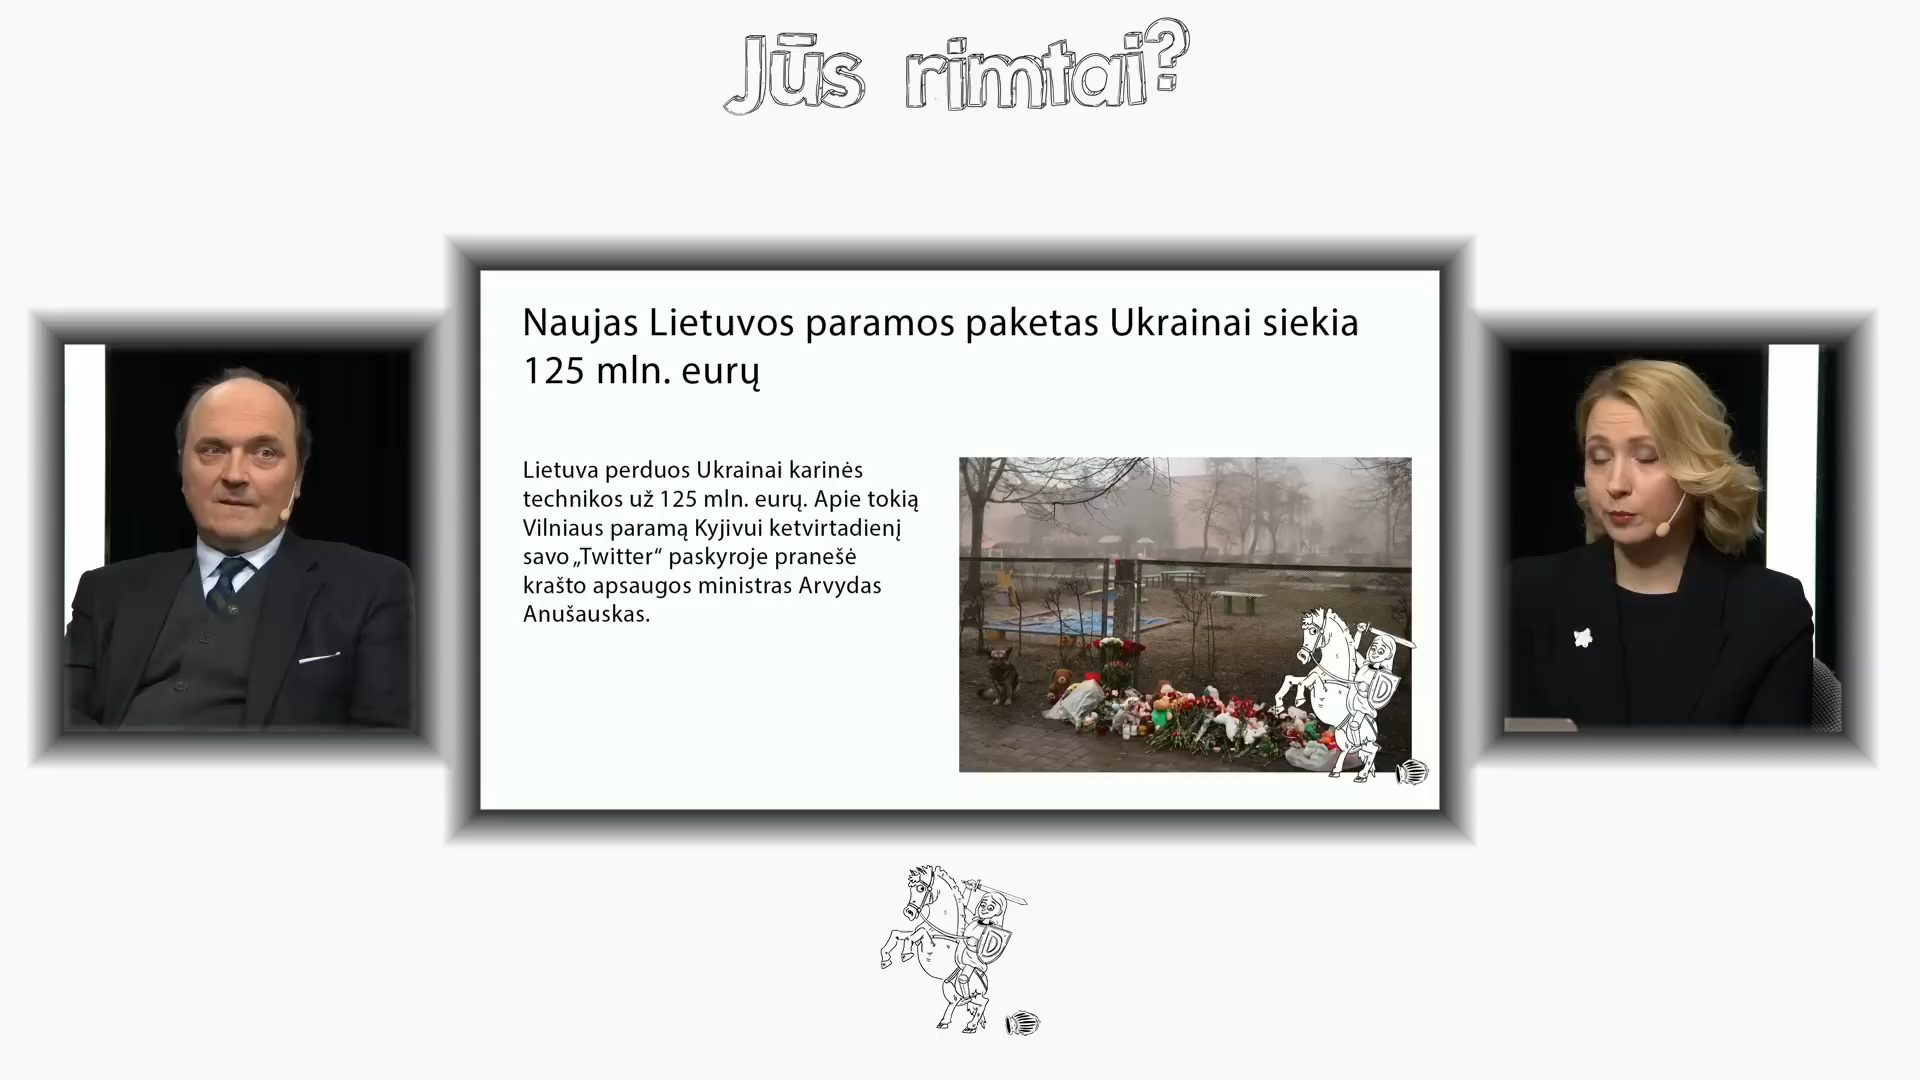 Jūs rimtai?
Naujas Lietuvos paramos paketas Ukrainai siekia
125 mln. eurų
Lietuva perduos Ukrainai karinės
technikos už 125 mln. eurų. Apie tokią
Vilniaus paramą Kyjivui ketvirtadienį
savo „Twitter“ paskyroje pranešė
krašto apsaugos ministras Arvydas
Anušauskas.
D
D